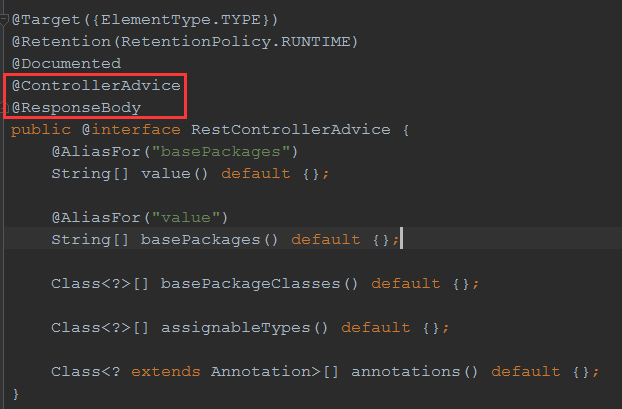 @Target({ElementType.TYPE})
@Retention(RetentionPolicy.RUNTIME)
@Documented
@ControllerAdvice
@ResponseBody
public @interface RestControllerAdvice {
    @AliasFor("basePackages")
    String[] value() default {};

    @AliasFor("value")
    String[] basePackages() default {};

    Class<?>[] basePackageClasses() default {};

    Class<?>[] assignableTypes() default {};

    Class<? extends Annotation>[] annotations() default {};
}